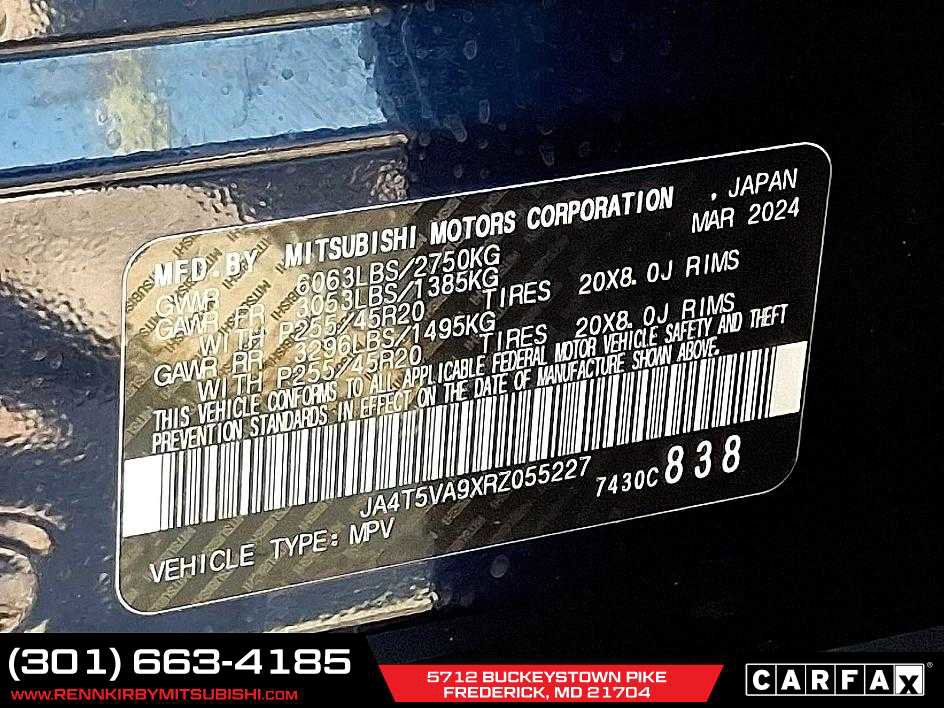 MFD. BY MITSUBISHI MOTORS CORPORATION , JAPAN
MAR 2024
GVWR 6063LBS/2750KG
GAWR FR 3053LBS/1385KG
WITH P255/45R20 TIRES 20X8.0J RIMS
GAWR RR 3296LBS/1495KG
WITH P255/45R20 TIRES 20X8.0J RIMS
THIS VEHICLE CONFORMS TO ALL APPLICABLE FEDERAL MOTOR VEHICLE SAFETY AND THEFT
PREVENTION STANDARDS IN EFFECT ON THE DATE OF MANUFACTURE SHOWN ABOVE.
JA4T5VA9XRZ055227 7430C 838
VEHICLE TYPE: MPV
(301) 663-4185
WWW.RENNKIRBYMITSUBISHI.COM
5712 BUCKEYSTOWN PIKE
FREDERICK, MD 21704
CARFAX